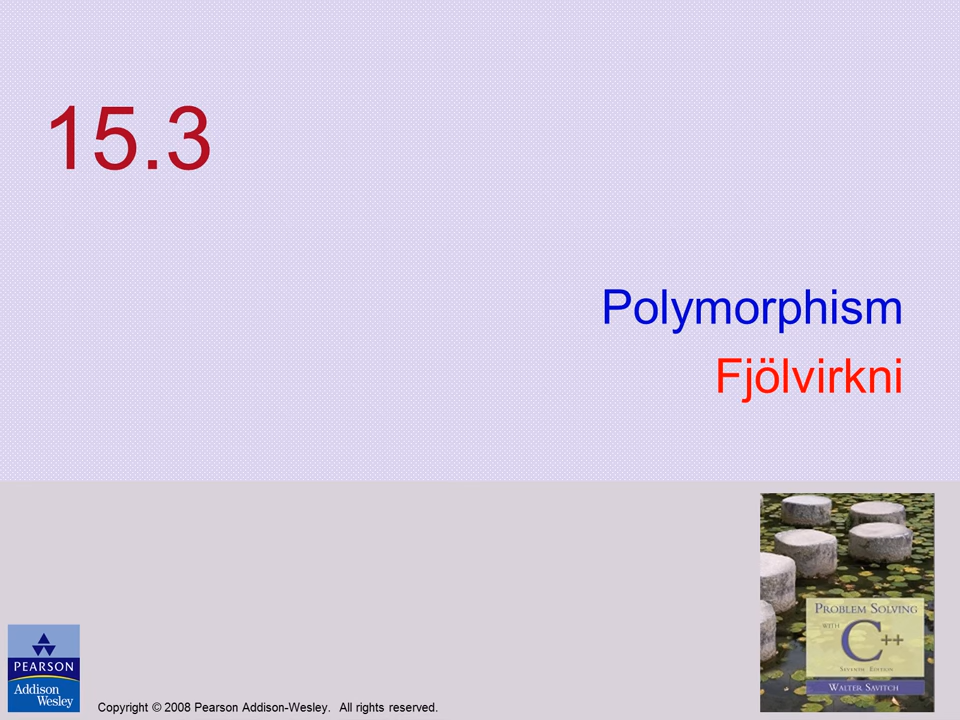 15.3
Polymorphism
Fjölvirkni
PROBLEM SOLVING
WITH
C++
SEVENTH EDITION
WALTER SAVITCH
PEARSON
Addison
Wesley
Copyright © 2008 Pearson Addison-Wesley. All rights reserved.